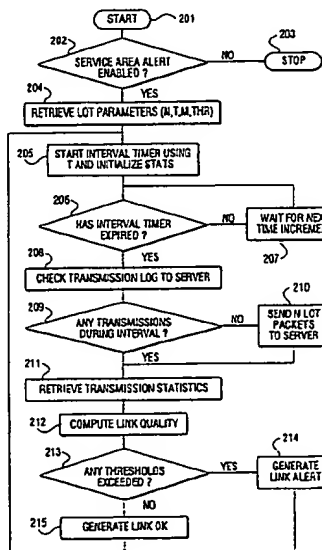 START
201
202
SERVICE AREA ALERT
ENABLED ?
NO
203
STOP
YES
204
RETRIEVE LOT PARAMETERS (N,T,M,THR)
205
START INTERVAL TIMER USING
T AND INITIALIZE STATS
206
HAS INTERVAL TIMER
EXPIRED ?
NO
WAIT FOR NEXT
TIME INCREME
207
YES
208
CHECK TRANSMISSION LOG TO SERVER
209
ANY TRANSMISSIONS
DURING INTERVAL ?
NO
210
SEND N LOT
PACKETS
TO SERVER
YES
211
RETRIEVE TRANSMISSION STATISTICS
212
COMPUTE LINK QUALITY
213
ANY THRESHOLDS
EXCEEDED ?
YES
214
GENERATE
LINK ALERT
NO
215
GENERATE LINK OK